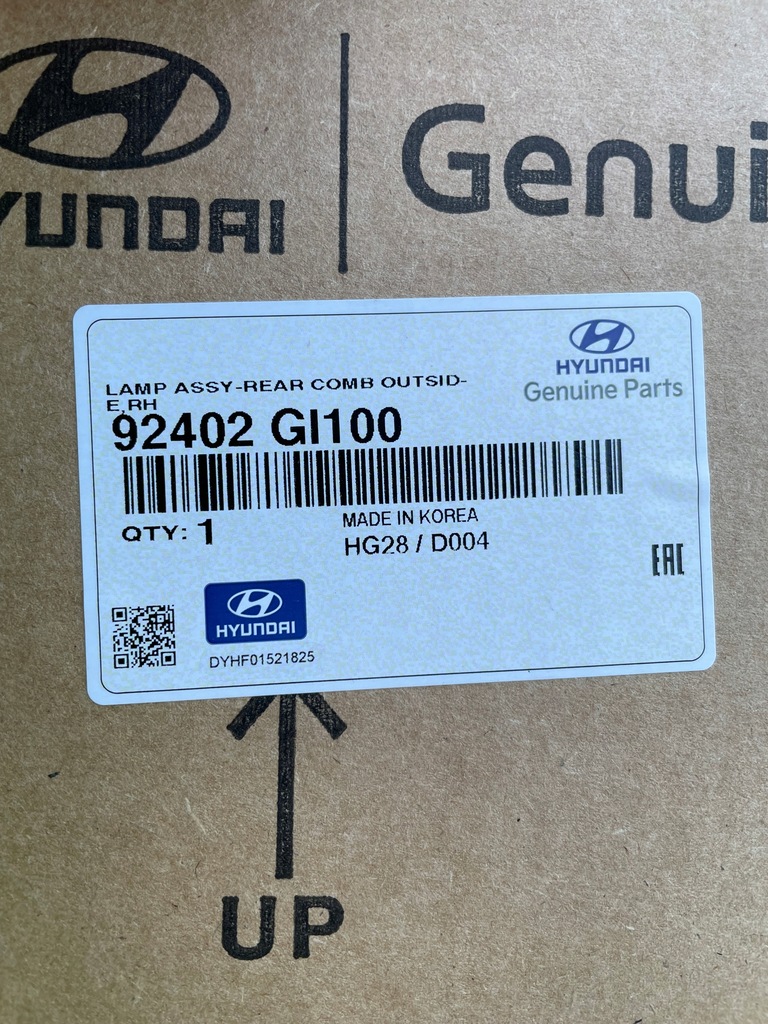 HYUNDAI
Genui
HYUNDAI
Genuine Parts
LAMP ASSY-REAR COMB OUTSID-
E,RH
92402 GI100
QTY: 1
MADE IN KOREA
HG28 / D004
EAC
HYUNDAI
DYHF01521825
UP